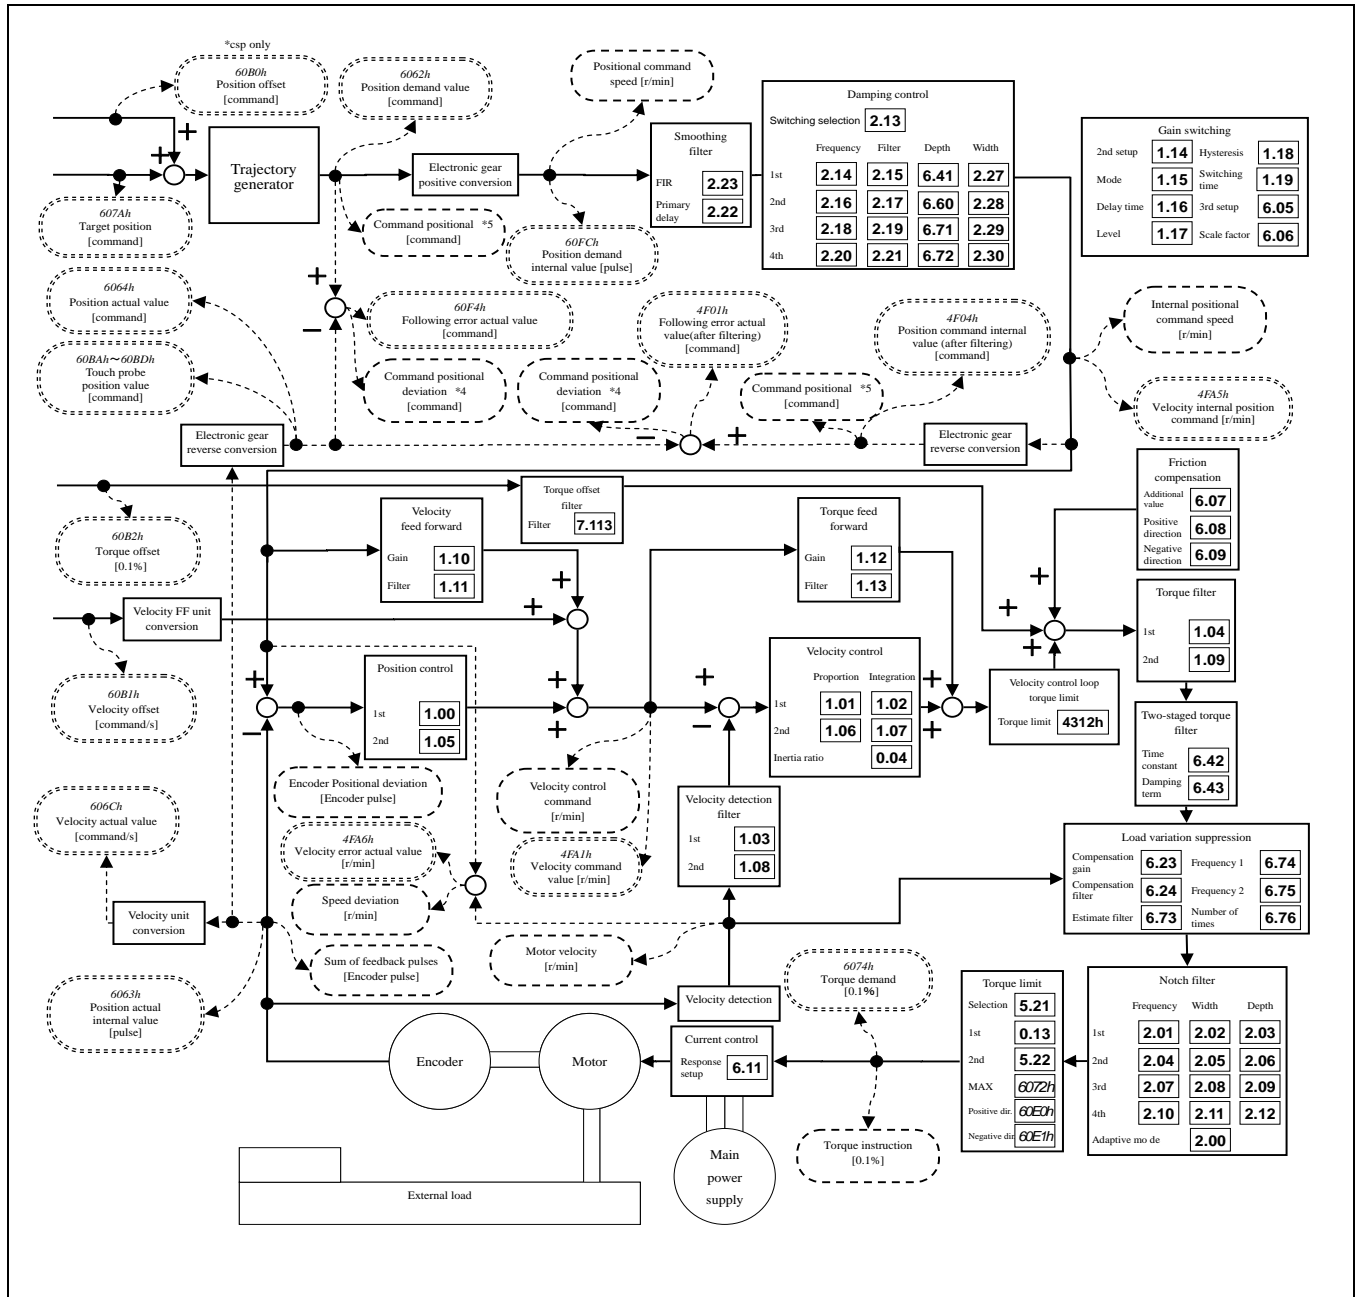 *csp only
60B0h
Position offset
[command]
6062h
Position demand value
[command]
Positional command
speed [r/min]
Damping control
Switching selection 2.13
Frequency Filter Depth Width
1st 2.14 2.15 6.41 2.27
2nd 2.16 2.17 6.60 2.28
3rd 2.18 2.19 6.71 2.29
4th 2.20 2.21 6.72 2.30
Gain switching
2nd setup 1.14 Hysteresis 1.18
Mode 1.15 Switching time 1.19
Delay time 1.16 3rd setup 6.05
Level 1.17 Scale factor 6.06
+
+
Trajectory
generator
Electronic gear
positive conversion
Smoothing
filter
FIR 2.23
Primary
delay 2.22
607Ah
Target position
[command]
Command positional *5
[command]
60FCh
Position demand
internal value [pulse]
6064h
Position actual value
[command]
+
−
60F4h
Following error actual value
[command]
4F01h
Following error actual
value(after filtering)
[command]
4F04h
Position command internal
value (after filtering)
[command]
Internal positional
command speed
[r/min]
60BAh～60BDh
Touch probe
position value
[command]
Command positional
deviation *4
[command]
Command positional
deviation *4
[command]
Command positional *5
[command]
4FA5h
Velocity internal position
command [r/min]
Electronic gear
reverse conversion
−
+
Electronic gear
reverse conversion
Friction
compensation
Additional
value 6.07
Positive
direction 6.08
Negative
direction 6.09
Torque offset
filter
Filter 7.113
Velocity
feed forward
Gain 1.10
Filter 1.11
Torque feed
forward
Gain 1.12
Filter 1.13
60B2h
Torque offset
[0.1%]
+
+
+
+
+
Velocity FF unit
conversion
Torque filter
1st 1.04
2nd 1.09
60B1h
Velocity offset
[command/s]
+
−
Position control
1st 1.00
2nd 1.05
+
+
−
Velocity control
Proportion Integration
1st 1.01 1.02
2nd 1.06 1.07
Inertia ratio 0.04
+
+
Velocity control loop
torque limit
Torque limit 4312h
Two-staged torque
filter
Time
constant 6.42
Damping
term 6.43
Encoder Positional deviation
[Encoder pulse]
Velocity control
command
[r/min]
Velocity detection
filter
1st 1.03
2nd 1.08
606Ch
Velocity actual value
[command/s]
4FA6h
Velocity error actual value
[r/min]
4FA1h
Velocity command
value [r/min]
Load variation suppression
Compensation
gain 6.23 Frequency 1 6.74
Compensation
filter 6.24 Frequency 2 6.75
Estimate filter 6.73 Number of
times 6.76
Speed deviation
[r/min]
Velocity unit
conversion
Sum of feedback pulses
[Encoder pulse]
Motor velocity
[r/min]
6074h
Torque demand
[0.1%]
6063h
Position actual
internal value
[pulse]
Velocity detection
Torque limit
Selection 5.21
1st 0.13
2nd 5.22
MAX 6072h
Positive dir. 60E0h
Negative dir 60E1h
Notch filter
Frequency Width Depth
1st 2.01 2.02 2.03
2nd 2.04 2.05 2.06
3rd 2.07 2.08 2.09
4th 2.10 2.11 2.12
Adaptive mo de 2.00
Encoder
Motor
Current control
Response
setup 6.11
Torque instruction
[0.1%]
Main
power
supply
External load